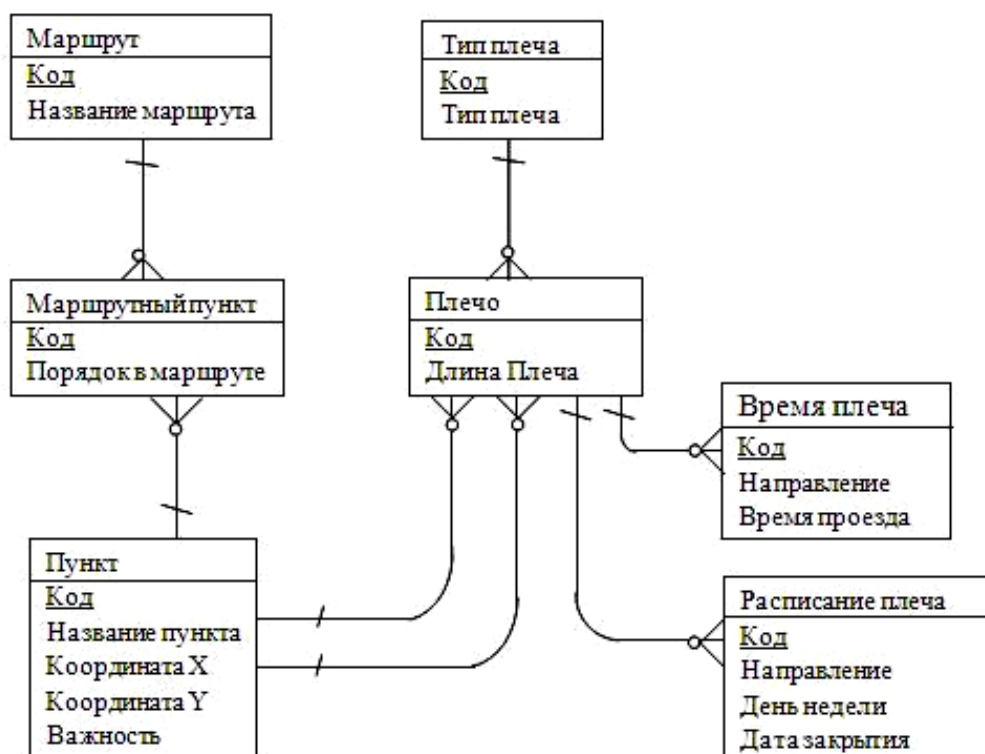 Маршрут
Код
Название маршрута
Тип плеча
Код
Тип плеча
Маршрутный пункт
Код
Порядок в маршруте
Плечо
Код
Длина Плеча
Время плеча
Код
Направление
Время проезда
Пункт
Код
Название пункта
Координата X
Координата Y
Важность
Расписание плеча
Код
Направление
День недели
Дата закрытия